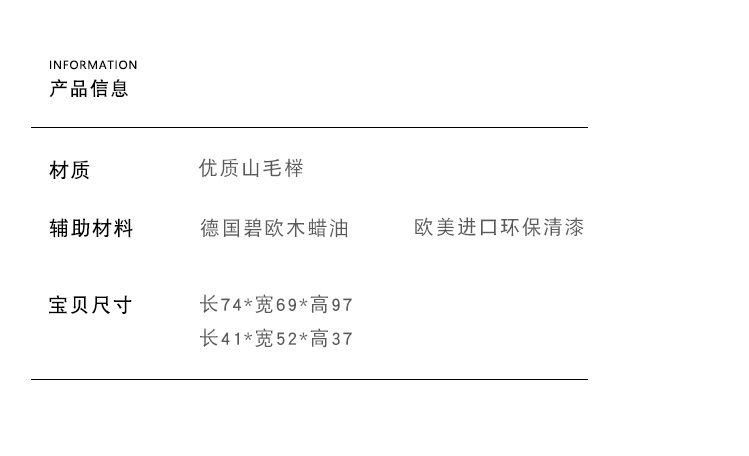 INFORMATION
产品信息
材质 优质山毛榉
辅助材料 德国碧欧木蜡油 欧美进口环保清漆
宝贝尺寸 长74*宽69*高97
长41*宽52*高37